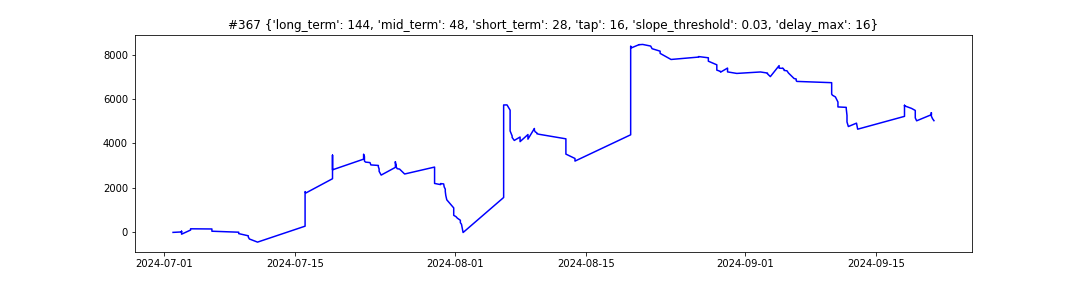 #367 {'long_term': 144, 'mid_term': 48, 'short_term': 28, 'tap': 16, 'slope_threshold': 0.03, 'delay_max': 16}
8000
6000
4000
2000
0
2024-07-01 2024-07-15 2024-08-01 2024-08-15 2024-09-01 2024-09-15